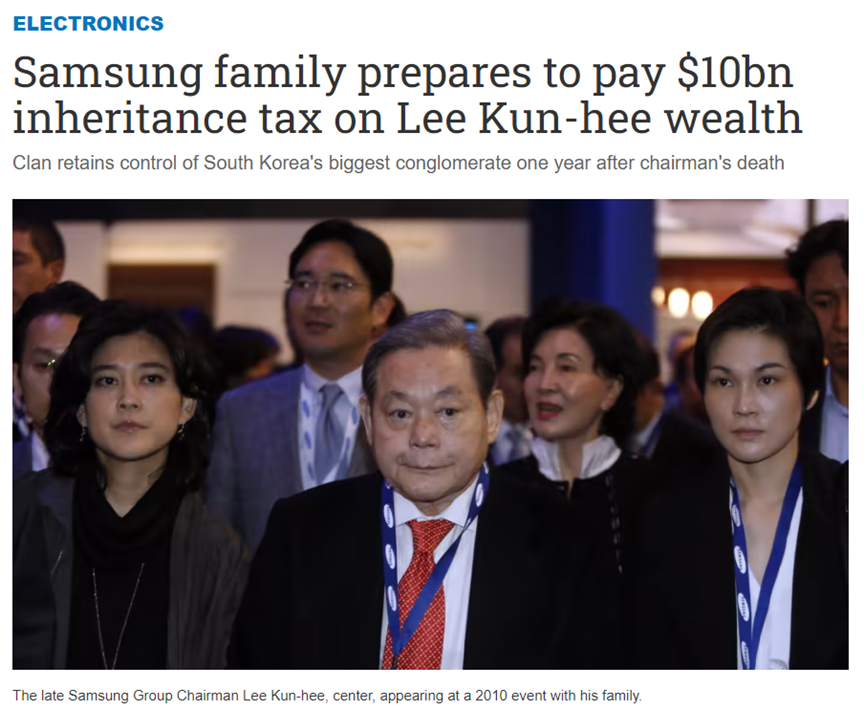 ELECTRONICS
Samsung family prepares to pay $10bn
inheritance tax on Lee Kun-hee wealth
Clan retains control of South Korea's biggest conglomerate one year after chairman's death
The late Samsung Group Chairman Lee Kun-hee, center, appearing at a 2010 event with his family.